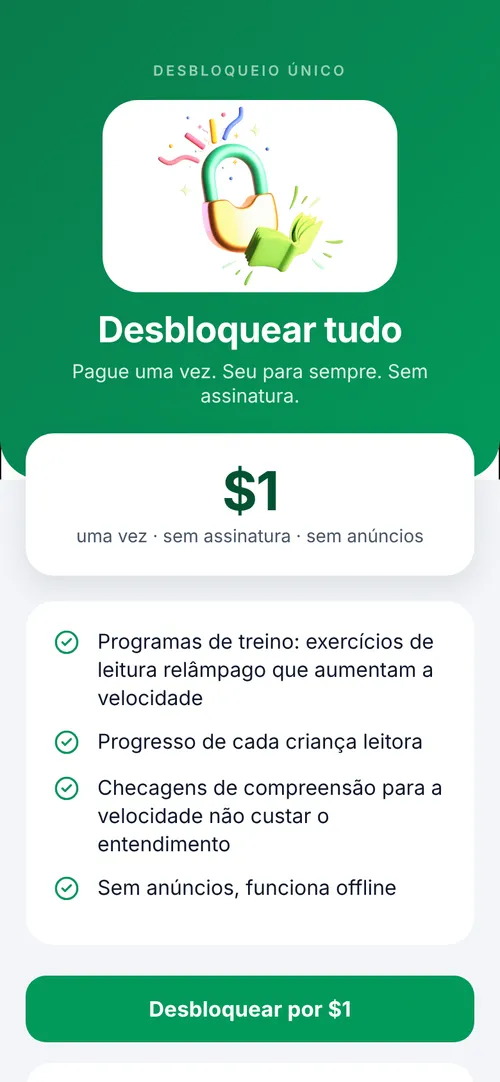 DESBLOQUEIO ÚNICO
Desbloquear tudo
Pague uma vez. Seu para sempre. Sem
assinatura.
$1
uma vez · sem assinatura · sem anúncios
Programas de treino: exercícios de
leitura relâmpago que aumentam a
velocidade
Progresso de cada criança leitora
Checagens de compreensão para a
velocidade não custar o
entendimento
Sem anúncios, funciona offline
Desbloquear por $1